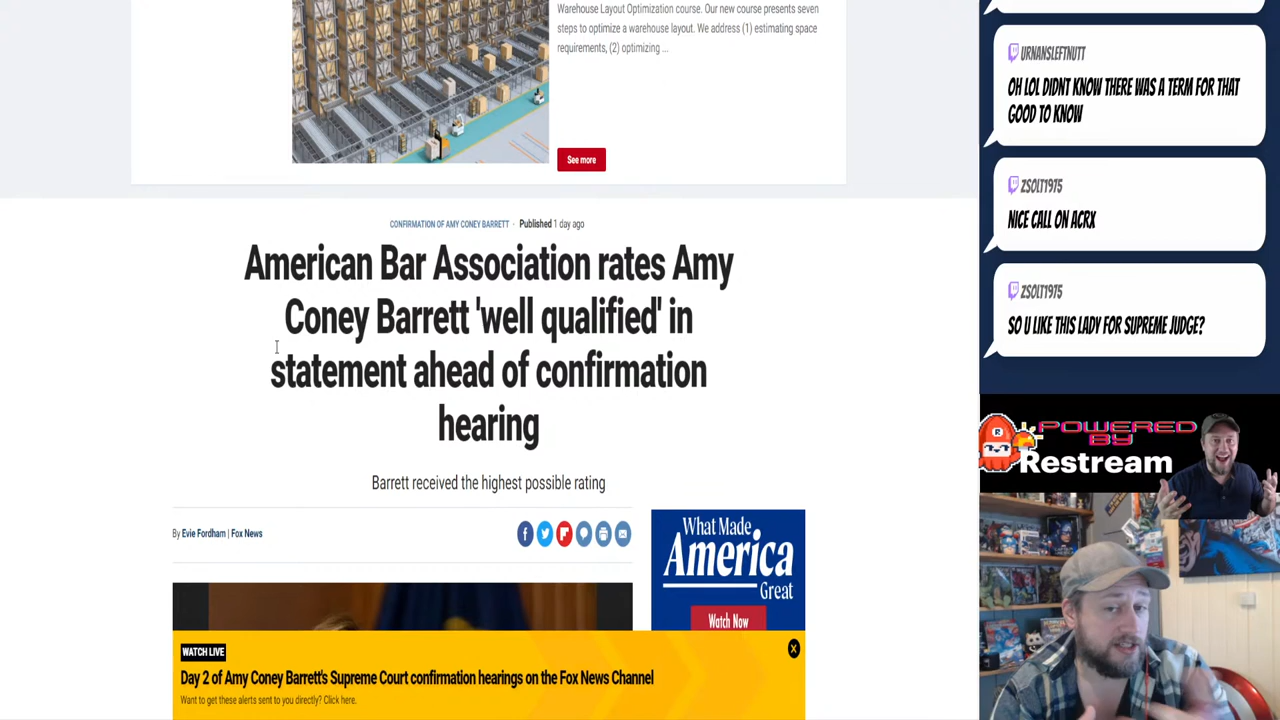 Warehouse Layout Optimization course. Our new course presents seven
steps to optimize a warehouse layout. We address (1) estimating space
requirements, (2) optimizing ...
See more
CONFIRMATION OF AMY CONEY BARRETT · Published 1 day ago
American Bar Association rates Amy
Coney Barrett 'well qualified' in
statement ahead of confirmation
hearing
Barrett received the highest possible rating
By Evie Fordham | Fox News
What Made
America
Great
Watch Now
WATCH LIVE
X
Day 2 of Amy Coney Barrett's Supreme Court confirmation hearings on the Fox News Channel
Want to get these alerts sent to you directly? Click here.
URNANSLEFTNUTT
OH LOL DIDNT KNOW THERE WAS A TERM FOR THAT
GOOD TO KNOW
ZSOLT1975
NICE CALL ON ACRX
ZSOLT1975
SO U LIKE THIS LADY FOR SUPREME JUDGE?
POWERED
BY
Restream